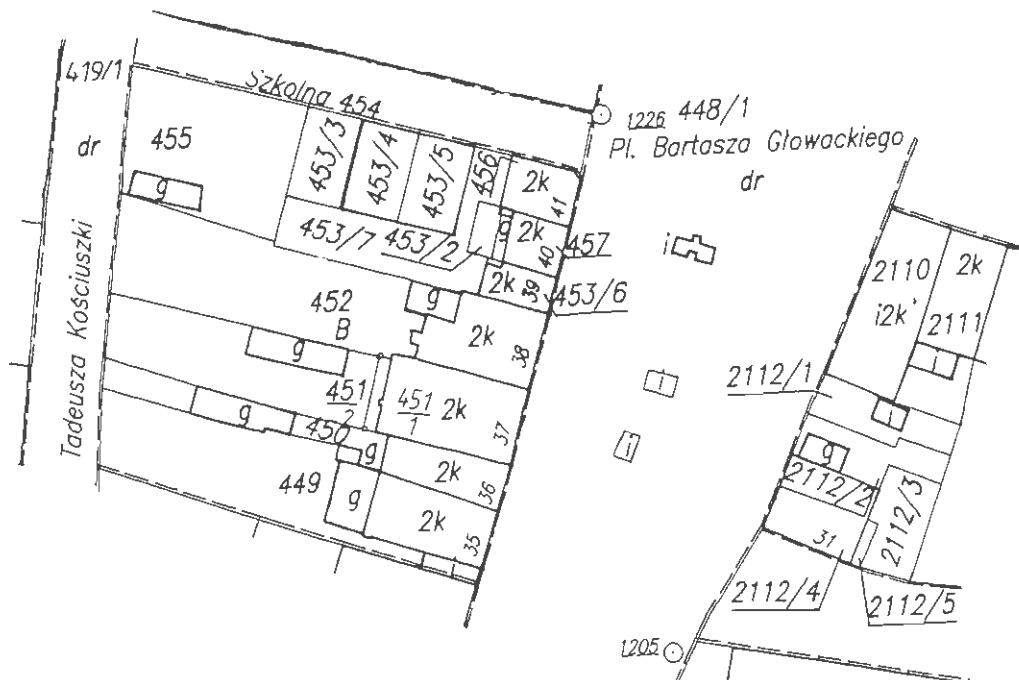 419/1
dr
455
g
Szkolna 454
453/3
453/4
453/5
456
2k
41
1226 448/1
Pl. Bartosza Głowackiego
dr
453/7 453/2
g
2k
40
457
2k
39
453/6
i
2110
i2k
2k
2111
Tadeusza Kościuszki
452
B
g
2k
38
g
451
2
451
1
2k
37
i
i
2112/1
i
i
g
450
g
2k
36
449
g
2k
35
i
g
2112/2
2112/3
31
2112/4
2112/5
1205